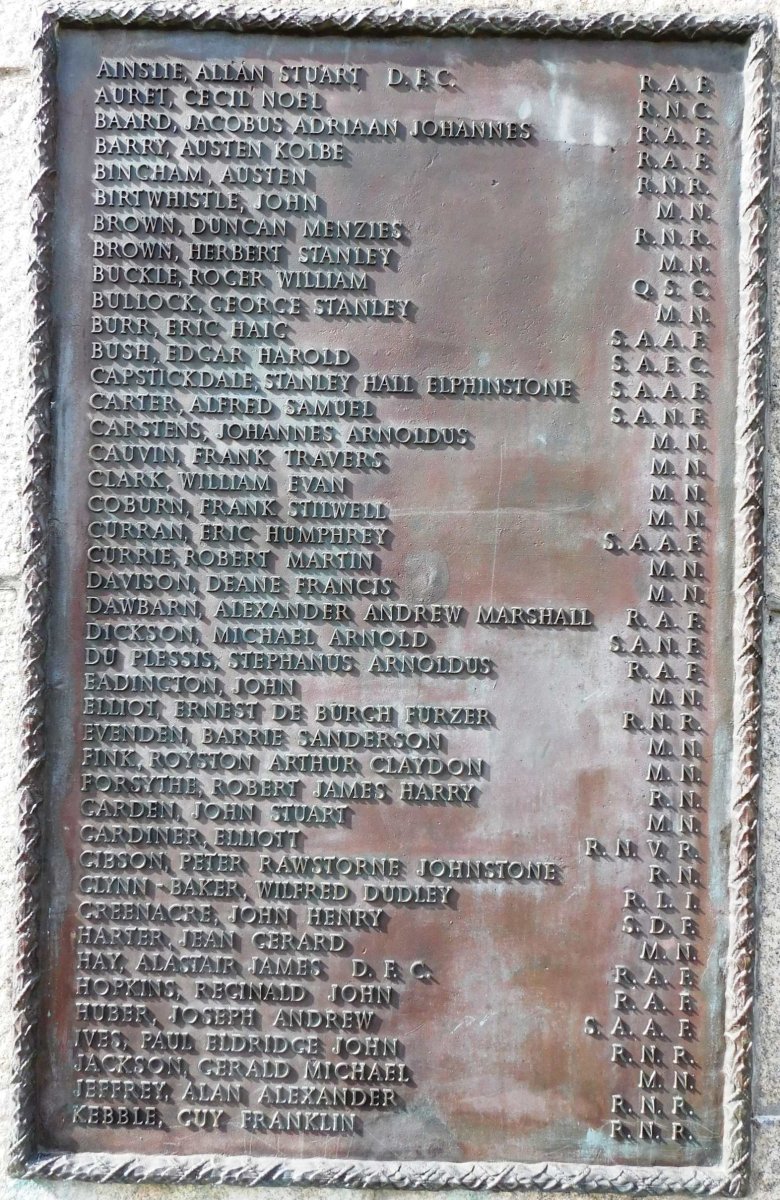 AINSLIE, ALLAN STUART D.F.C. R.A.F.
AURET, CECIL NOEL R.N.C.
BAARD, JACOBUS ADRIAAN JOHANNES R.A.F.
BARRY, AUSTEN KOLBE R.A.F.
BINGHAM, AUSTEN R.N.R.
BIRTWHISTLE, JOHN M.N.
BROWN, DUNCAN MENZIES R.N.R.
BROWN, HERBERT STANLEY M.N.
BUCKLE, ROGER WILLIAM Q.S.C.
BULLOCK, GEORGE STANLEY M.N.
BURR, ERIC HAIG S.A.A.F.
BUSH, EDGAR HAROLD S.A.E.C.
CAPSTICKDALE, STANLEY HALL ELPHINSTONE S.A.A.F.
CARTER, ALFRED SAMUEL S.A.N.F.
CARSTENS, JOHANNES ARNOLDUS M.N.
CAUVIN, FRANK TRAVERS M.N.
CLARK, WILLIAM EVAN M.N.
COBURN, FRANK STILWELL M.N.
CURRAN, ERIC HUMPHREY S.A.A.F.
CURRIE, ROBERT MARTIN M.N.
DAVISON, DEANE FRANCIS M.N.
DAWBARN, ALEXANDER ANDREW MARSHALL R.A.F.
DICKSON, MICHAEL ARNOLD S.A.N.F.
DU PLESSIS, STEPHANUS ARNOLDUS R.A.F.
EADINGTON, JOHN M.N.
ELLIOT, ERNEST DE BURCH FURZER R.N.R.
EVENDEN, BARRIE SANDERSON M.N.
FINK, ROYSTON ARTHUR CLAYDON M.N.
FORSYTHE, ROBERT JAMES HARRY R.N.
GARDEN, JOHN STUART M.N.
GARDINER, ELLIOTT R.N.V.R.
GIBSON, PETER RAWSTORNE JOHNSTONE R.N.
GLYNN-BAKER, WILFRED DUDLEY R.L.I.
GREENACRE, JOHN HENRY S.D.F.
HARTER, JEAN GERARD M.N.
HAY, ALASTAIR JAMES D.F.C. R.A.F.
HOPKINS, REGINALD JOHN R.A.F.
HUBER, JOSEPH ANDREW S.A.A.F.
IVES, PAUL ELDRIDGE JOHN R.N.R.
JACKSON, GERALD MICHAEL M.N.
JEFFREY, ALAN ALEXANDER R.N.R.
KEBBLE, GUY FRANKLIN R.N.R.